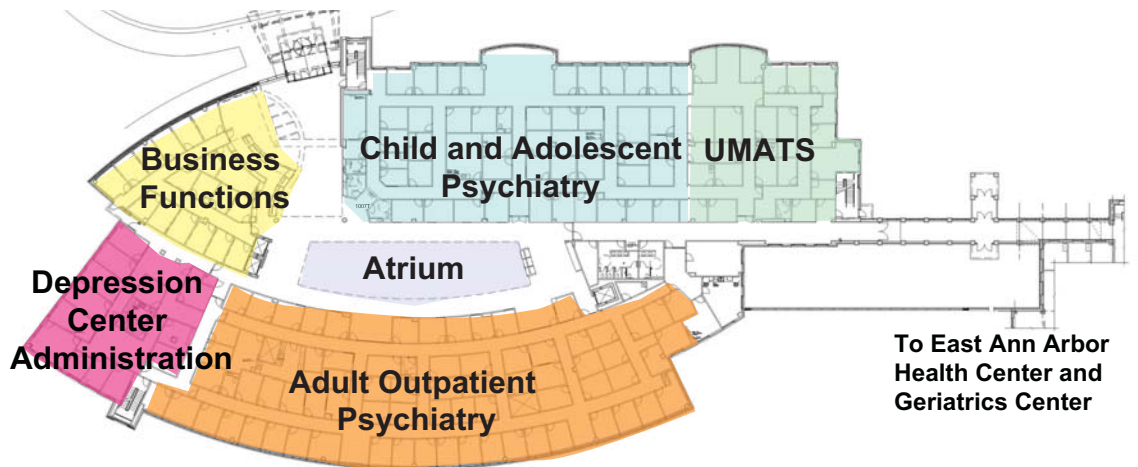 Child and Adolescent
Psychiatry
UMATS
Business
Functions
1007T
Atrium
Depression
Center
Administration
Adult Outpatient
Psychiatry
To East Ann Arbor
Health Center and
Geriatrics Center